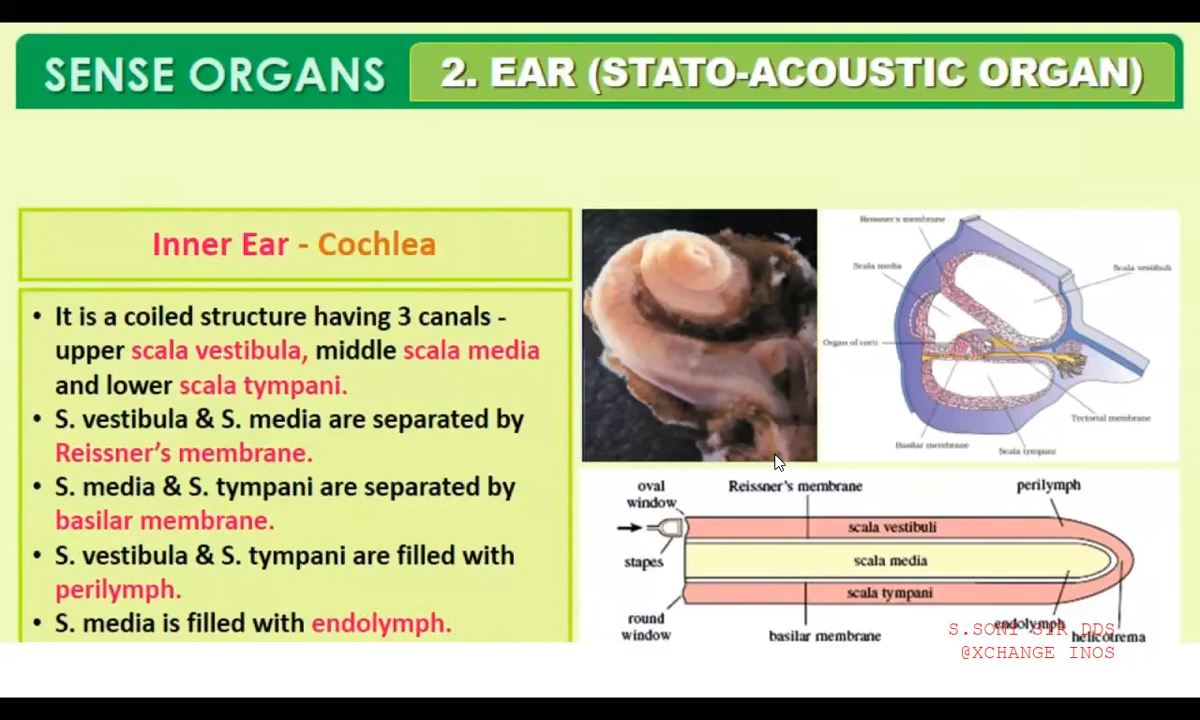 SENSE ORGANS
2. EAR (STATO-ACOUSTIC ORGAN)
Inner Ear - Cochlea
• It is a coiled structure having 3 canals -
upper scala vestibula, middle scala media
and lower scala tympani.
• S. vestibula & S. media are separated by
Reissner's membrane.
• S. media & S. tympani are separated by
basilar membrane.
• S. vestibula & S. tympani are filled with
perilymph.
• S. media is filled with endolymph.
Reissner's membrane
Scala media
Scala vestibuli
Organ of corti
Tectorial membrane
Basilar membrane
Scala tympani
oval
window
Reissner's membrane
perilymph
scala vestibuli
stapes
scala media
scala tympani
round
window
basilar membrane
endolymph
helicotrema
S.SONI SIR DDS
@XCHANGE INOS